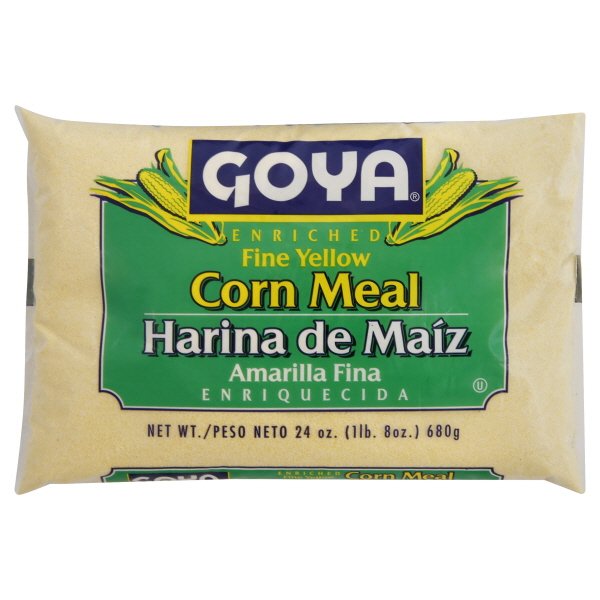 GOYA®
ENRICHED
Fine Yellow
Corn Meal
Harina de Maíz
Amarilla Fina
ENRIQUECIDA
U
NET WT./PESO NETO 24 oz. (1lb. 8oz.) 680g
GOYA
ENRICHED
Fine Yellow
Corn Meal